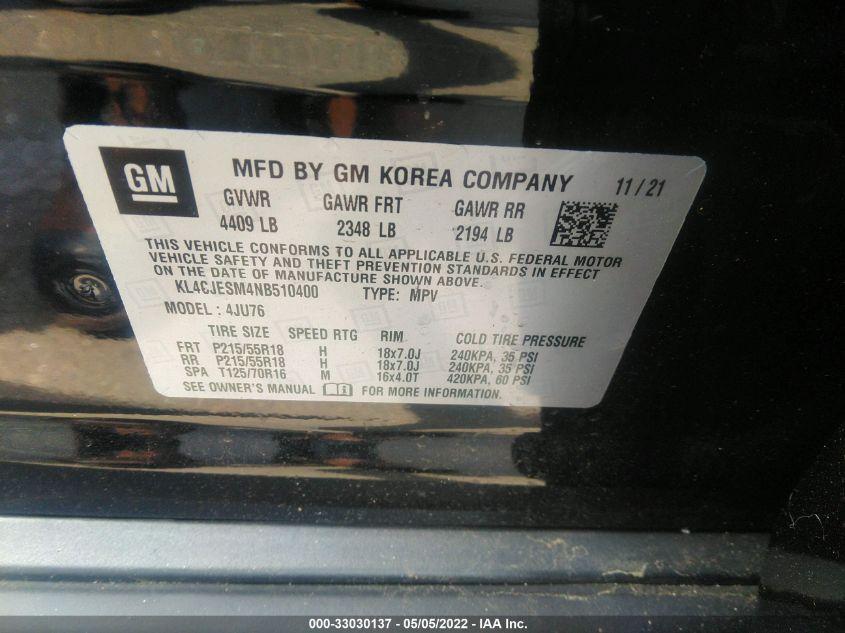 GM
MFD BY GM KOREA COMPANY 11/21
GVWR GAWR FRT GAWR RR
4409 LB 2348 LB 2194 LB
THIS VEHICLE CONFORMS TO ALL APPLICABLE U.S. FEDERAL MOTOR
VEHICLE SAFETY AND THEFT PREVENTION STANDARDS IN EFFECT
ON THE DATE OF MANUFACTURE SHOWN ABOVE.
KL4CJESM4NB510400 TYPE: MPV
MODEL: 4JU76
TIRE SIZE SPEED RTG RIM COLD TIRE PRESSURE
FRT P215/55R18 H 18x7.0J 240KPA, 35 PSI
RR P215/55R18 H 18x7.0J 240KPA, 35 PSI
SPA T125/70R16 M 16x4.0T 420KPA, 60 PSI
SEE OWNER'S MANUAL FOR MORE INFORMATION
000-33030137 - 05/05/2022 - IAA Inc.